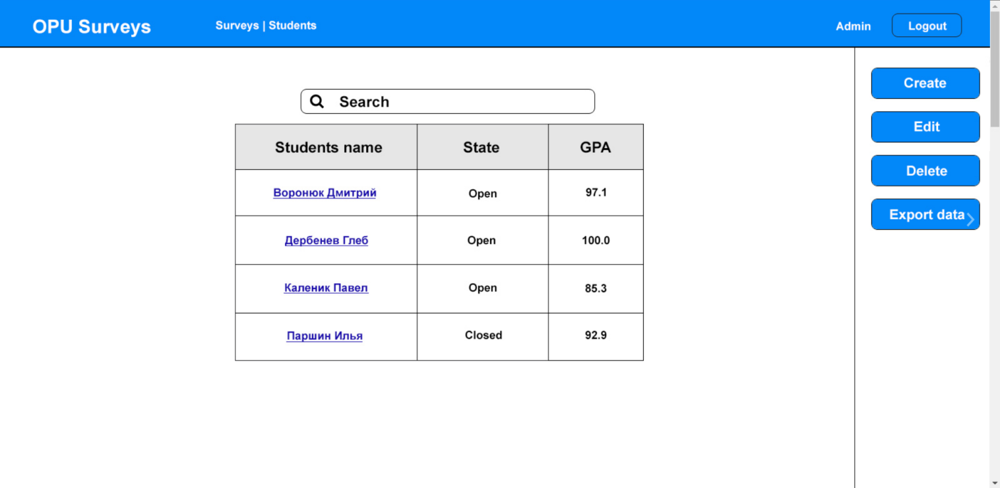 OPU Surveys
Surveys | Students
Admin
Logout
Create
Edit
Delete
Export data
Search
Students name State GPA
Воронюк Дмитрий Open 97.1
Дербенев Глеб Open 100.0
Каленик Павел Open 85.3
Паршин Илья Closed 92.9